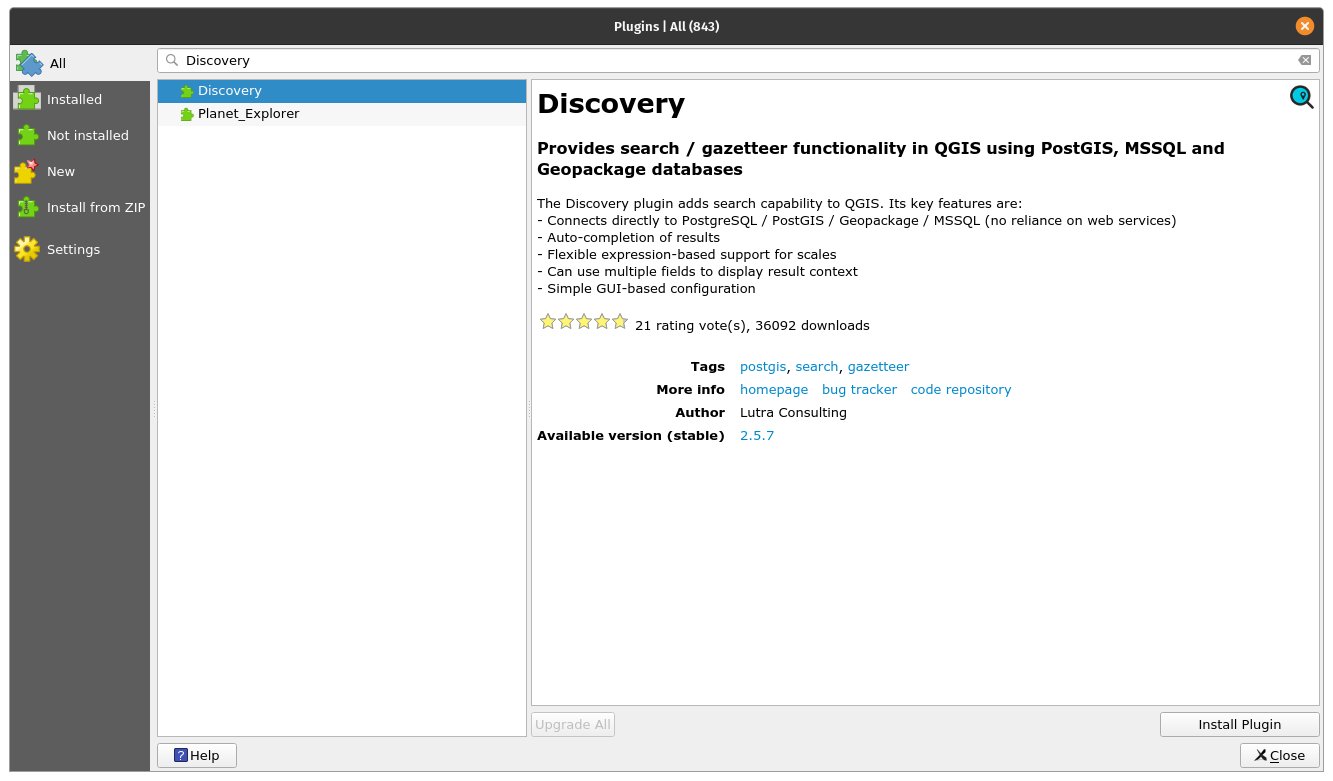 Plugins | All (843)
All
Installed
Not installed
New
Install from ZIP
Settings
Discovery
Discovery
Planet_Explorer
Discovery
Provides search / gazetteer functionality in QGIS using PostGIS, MSSQL and
Geopackage databases
The Discovery plugin adds search capability to QGIS. Its key features are:
- Connects directly to PostgreSQL / PostGIS / Geopackage / MSSQL (no reliance on web services)
- Auto-completion of results
- Flexible expression-based support for scales
- Can use multiple fields to display result context
- Simple GUI-based configuration
21 rating vote(s), 36092 downloads
Tags postgis, search, gazetteer
More info homepage bug tracker code repository
Author Lutra Consulting
Available version (stable) 2.5.7
Upgrade All
Install Plugin
? Help
Close